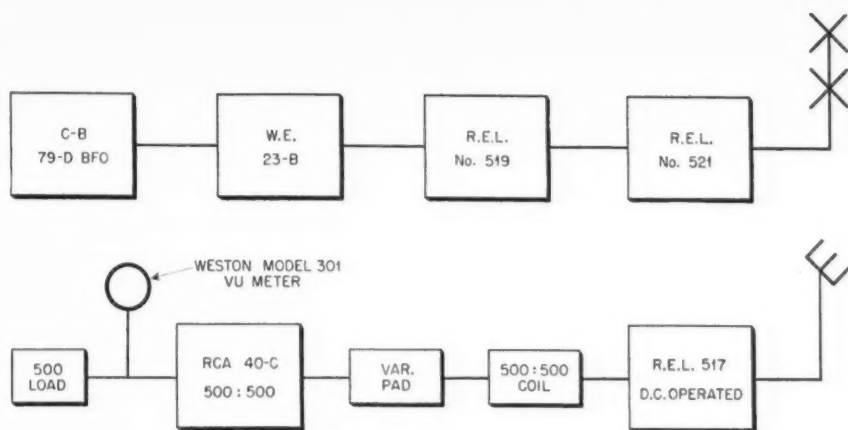 C-B
79-D BFO
W.E.
23-B
R.E.L.
No. 519
R.E.L.
No. 521
WESTON MODEL 301
VU METER
500
LOAD
RCA 40-C
500:500
VAR.
PAD
500:500
COIL
R.E.L. 517
D.C. OPERATED